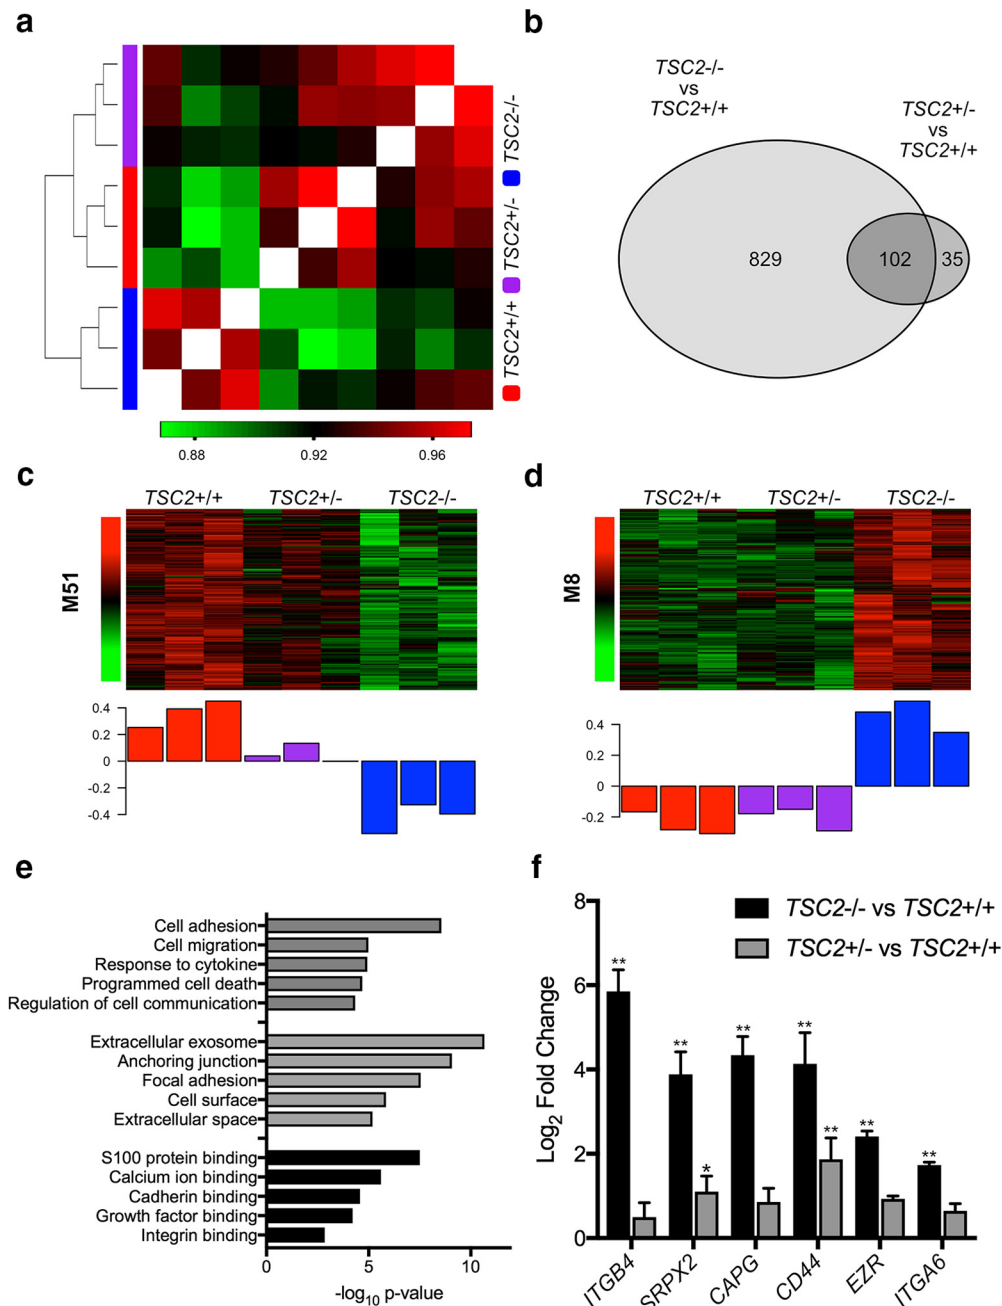 a
TSC2-/-
TSC2+/-
TSC2+/+
0.88
0.92
0.96
b
TSC2-/-
vs
TSC2+/+
TSC2+/-
vs
TSC2+/+
829
102
35
c
TSC2+/+
TSC2+/-
TSC2-/-
M51
0.4
0.2
0
-0.2
-0.4
d
TSC2+/+
TSC2+/-
TSC2-/-
M8
0.4
0.2
0
-0.2
e
Cell adhesion
Cell migration
Response to cytokine
Programmed cell death
Regulation of cell communication
Extracellular exosome
Anchoring junction
Focal adhesion
Cell surface
Extracellular space
S100 protein binding
Calcium ion binding
Cadherin binding
Growth factor binding
Integrin binding
0
5
10
-log10 p-value
f
TSC2-/- vs TSC2+/+
TSC2+/- vs TSC2+/+
Log2 Fold Change
8
6
4
2
0
**
**
*
**
**
**
**
**
ITGB4
SRPX2
CAPG
CD44
EZR
ITGA6